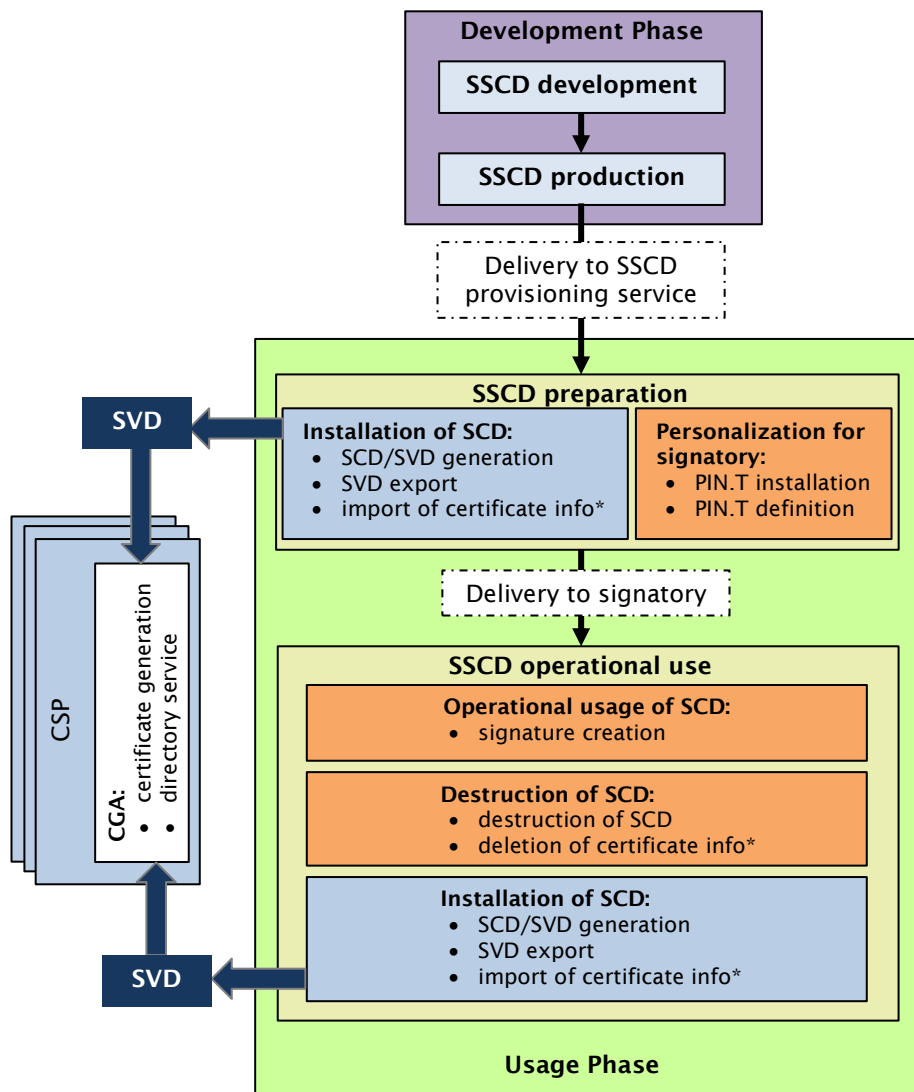 Development Phase
SSCD development
SSCD production
Delivery to SSCD
provisioning service
SSCD preparation
SVD
Installation of SCD:
• SCD/SVD generation
• SVD export
• import of certificate info*
Personalization for
signatory:
• PIN.T installation
• PIN.T definition
Delivery to signatory
CSP
CGA:
• certificate generation
• directory service
SSCD operational use
Operational usage of SCD:
• signature creation
Destruction of SCD:
• destruction of SCD
• deletion of certificate info*
Installation of SCD:
• SCD/SVD generation
• SVD export
• import of certificate info*
SVD
Usage Phase